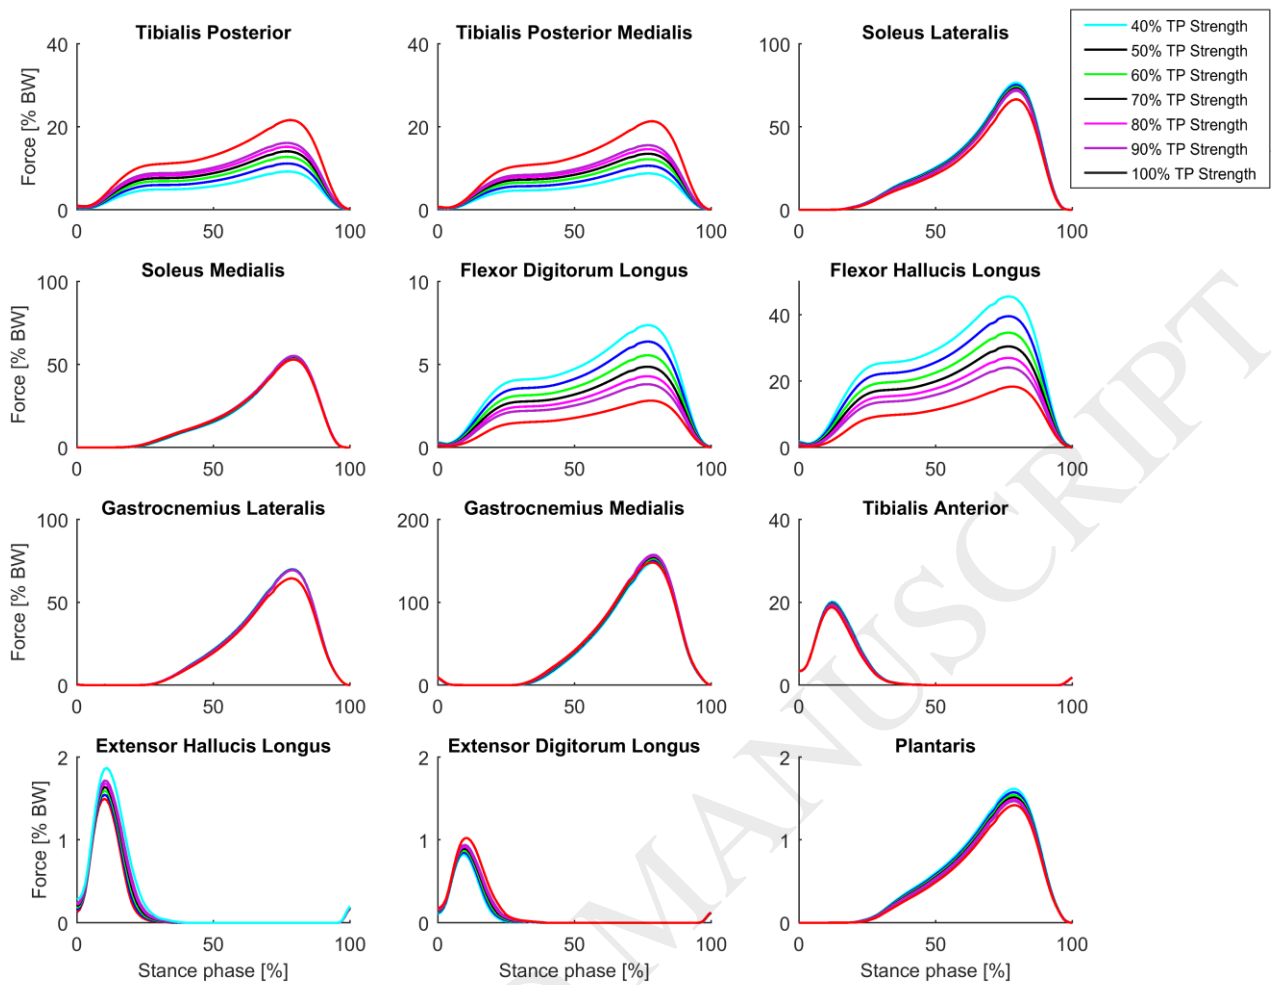 Tibialis Posterior
Force [% BW]
40
20
0
0 50 100
Tibialis Posterior Medialis
40
20
0
0 50 100
Soleus Lateralis
100
50
0
0 50 100
40% TP Strength
50% TP Strength
60% TP Strength
70% TP Strength
80% TP Strength
90% TP Strength
100% TP Strength
Soleus Medialis
Force [% BW]
100
50
0
0 50 100
Flexor Digitorum Longus
10
5
0
0 50 100
Flexor Hallucis Longus
40
20
0
0 50 100
Gastrocnemius Lateralis
Force [% BW]
100
50
0
0 50 100
Gastrocnemius Medialis
200
100
0
0 50 100
Tibialis Anterior
40
20
0
0 50 100
Extensor Hallucis Longus
Force [% BW]
2
1
0
0 50 100
Stance phase [%]
Extensor Digitorum Longus
2
1
0
0 50 100
Stance phase [%]
Plantaris
2
1
0
0 50 100
Stance phase [%]
MANUSCRIPT